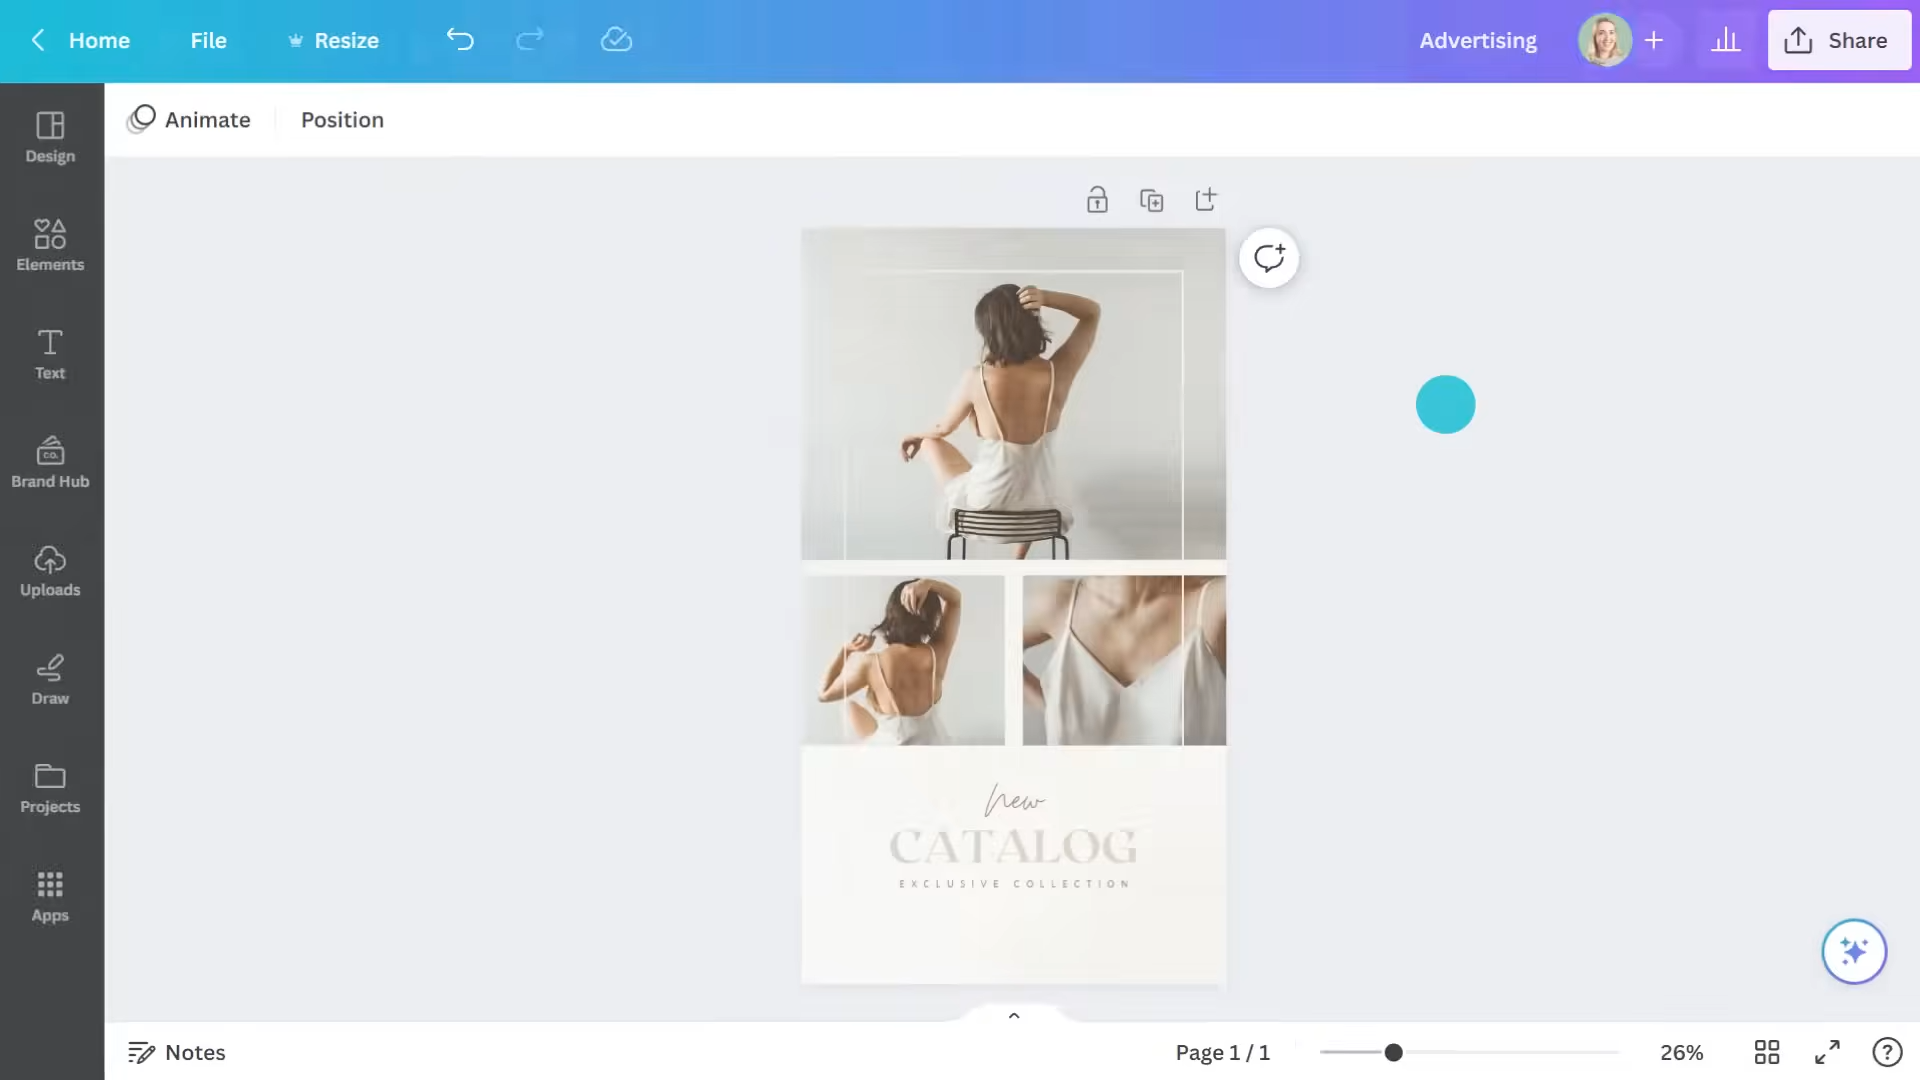 Home
File
Resize
Advertising
Share
Animate
Position
Design
Elements
Text
CO.
Brand Hub
Uploads
Draw
Projects
Apps
new
CATALOG
EXCLUSIVE COLLECTION
Notes
Page 1 / 1
26%